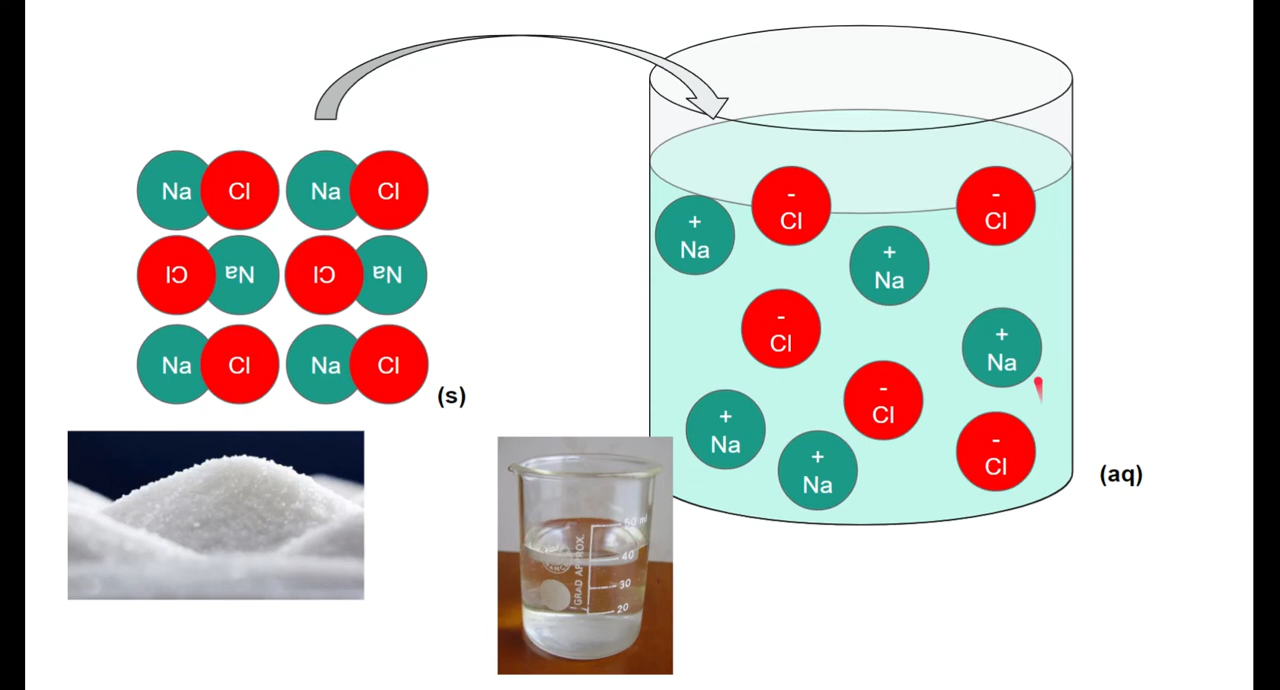 Na Cl Na Cl
Cl Na Cl Na
Na Cl Na Cl
(s)
-
Cl
-
Cl
+
Na
+
Na
-
Cl
+
Na
-
Cl
+
Na
-
Cl
+
Na
(aq)
50 ml
40
30
20
GRAD APPROX.